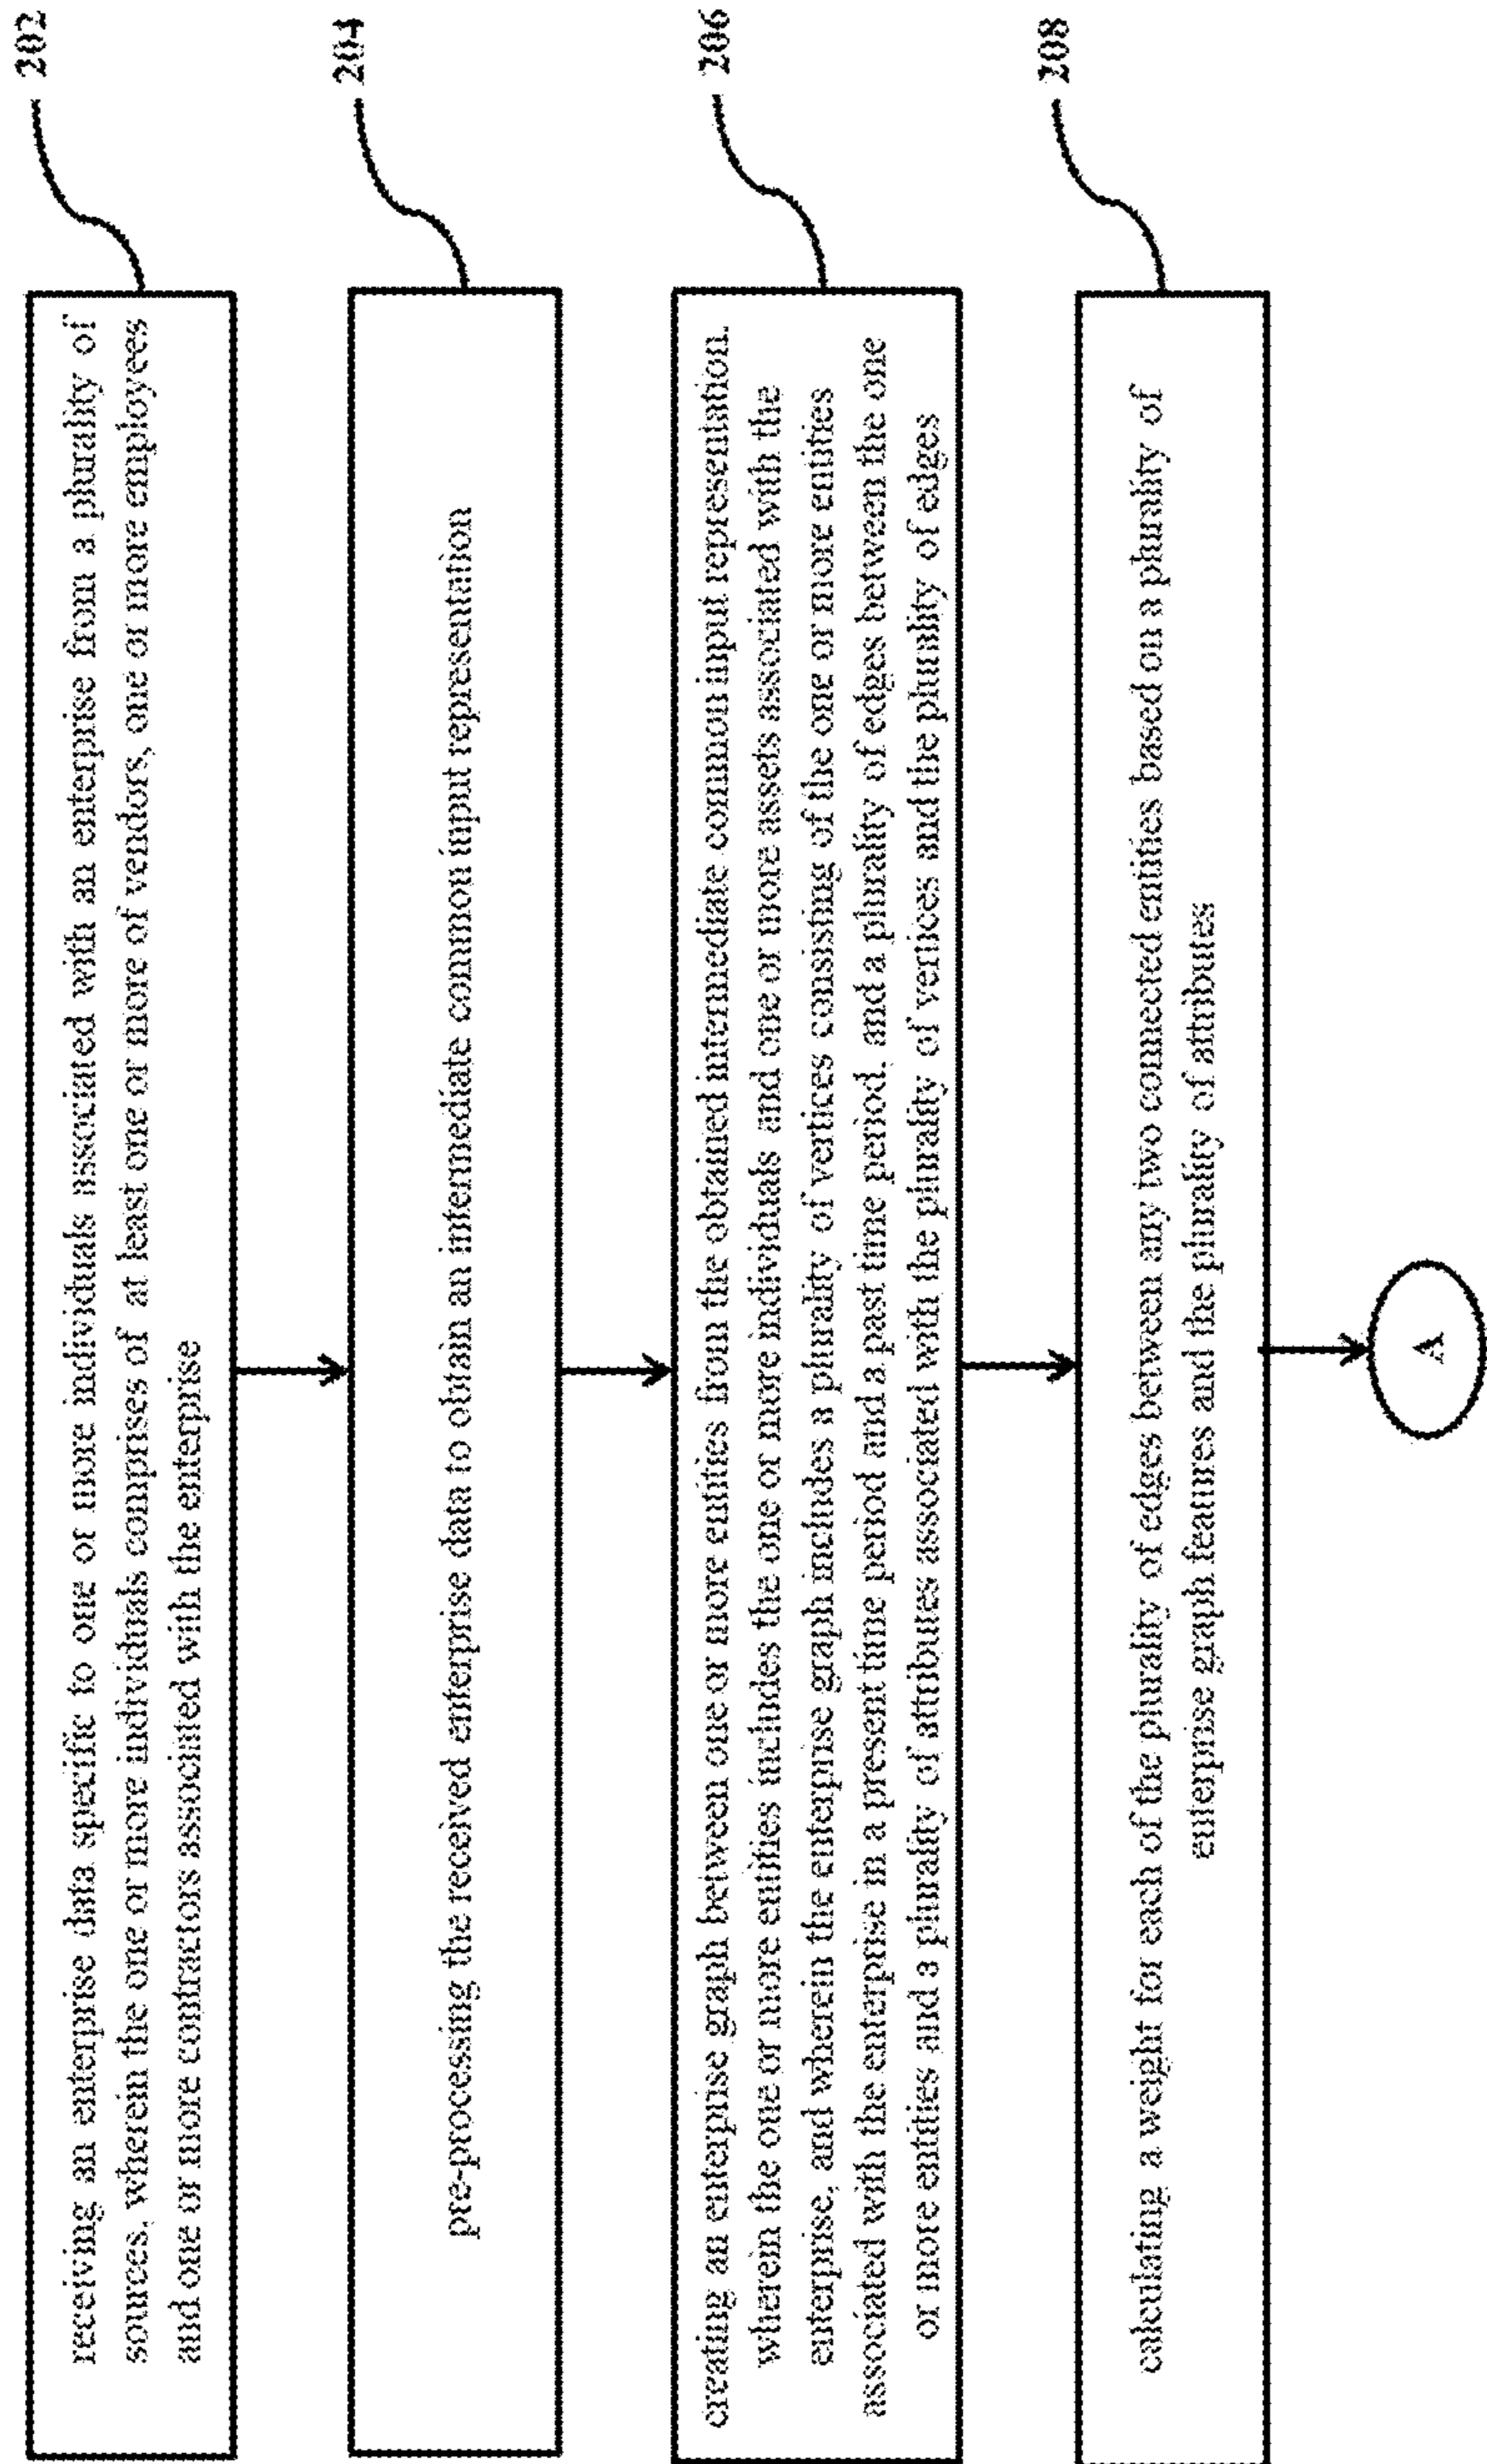 receiving an enterprise data specific to one or more individuals associated with an enterprise from a plurality of
sources, wherein the one or more individuals comprises of at least one or more of vendors, one or more employees
and one or more contractors associated with the enterprise
202
pre-processing the received enterprise data to obtain an intermediate common input representation
204
creating an enterprise graph between one or more entities from the obtained intermediate common input representation,
wherein the one or more entities includes the one or more individuals and one or more assets associated with the
enterprise, and wherein the enterprise graph includes a plurality of vertices consisting of the one or more entities
associated with the enterprise in a present time period and a past time period, and a plurality of edges between the one
or more entities and a plurality of attributes associated with the plurality of vertices and the plurality of edges
206
calculating a weight for each of the plurality of edges between any two connected entities based on a plurality of
enterprise graph features and the plurality of attributes
208
A